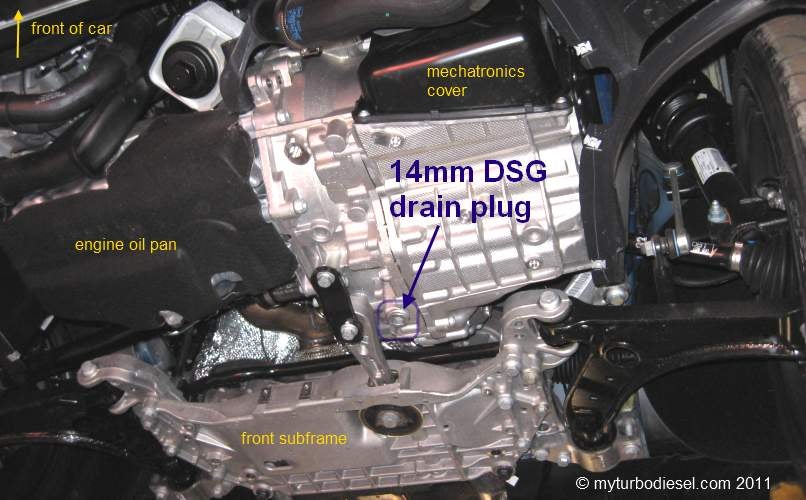 front of car
mechatronics
cover
14mm DSG
drain plug
engine oil pan
front subframe
© myturbodiesel.com 2011